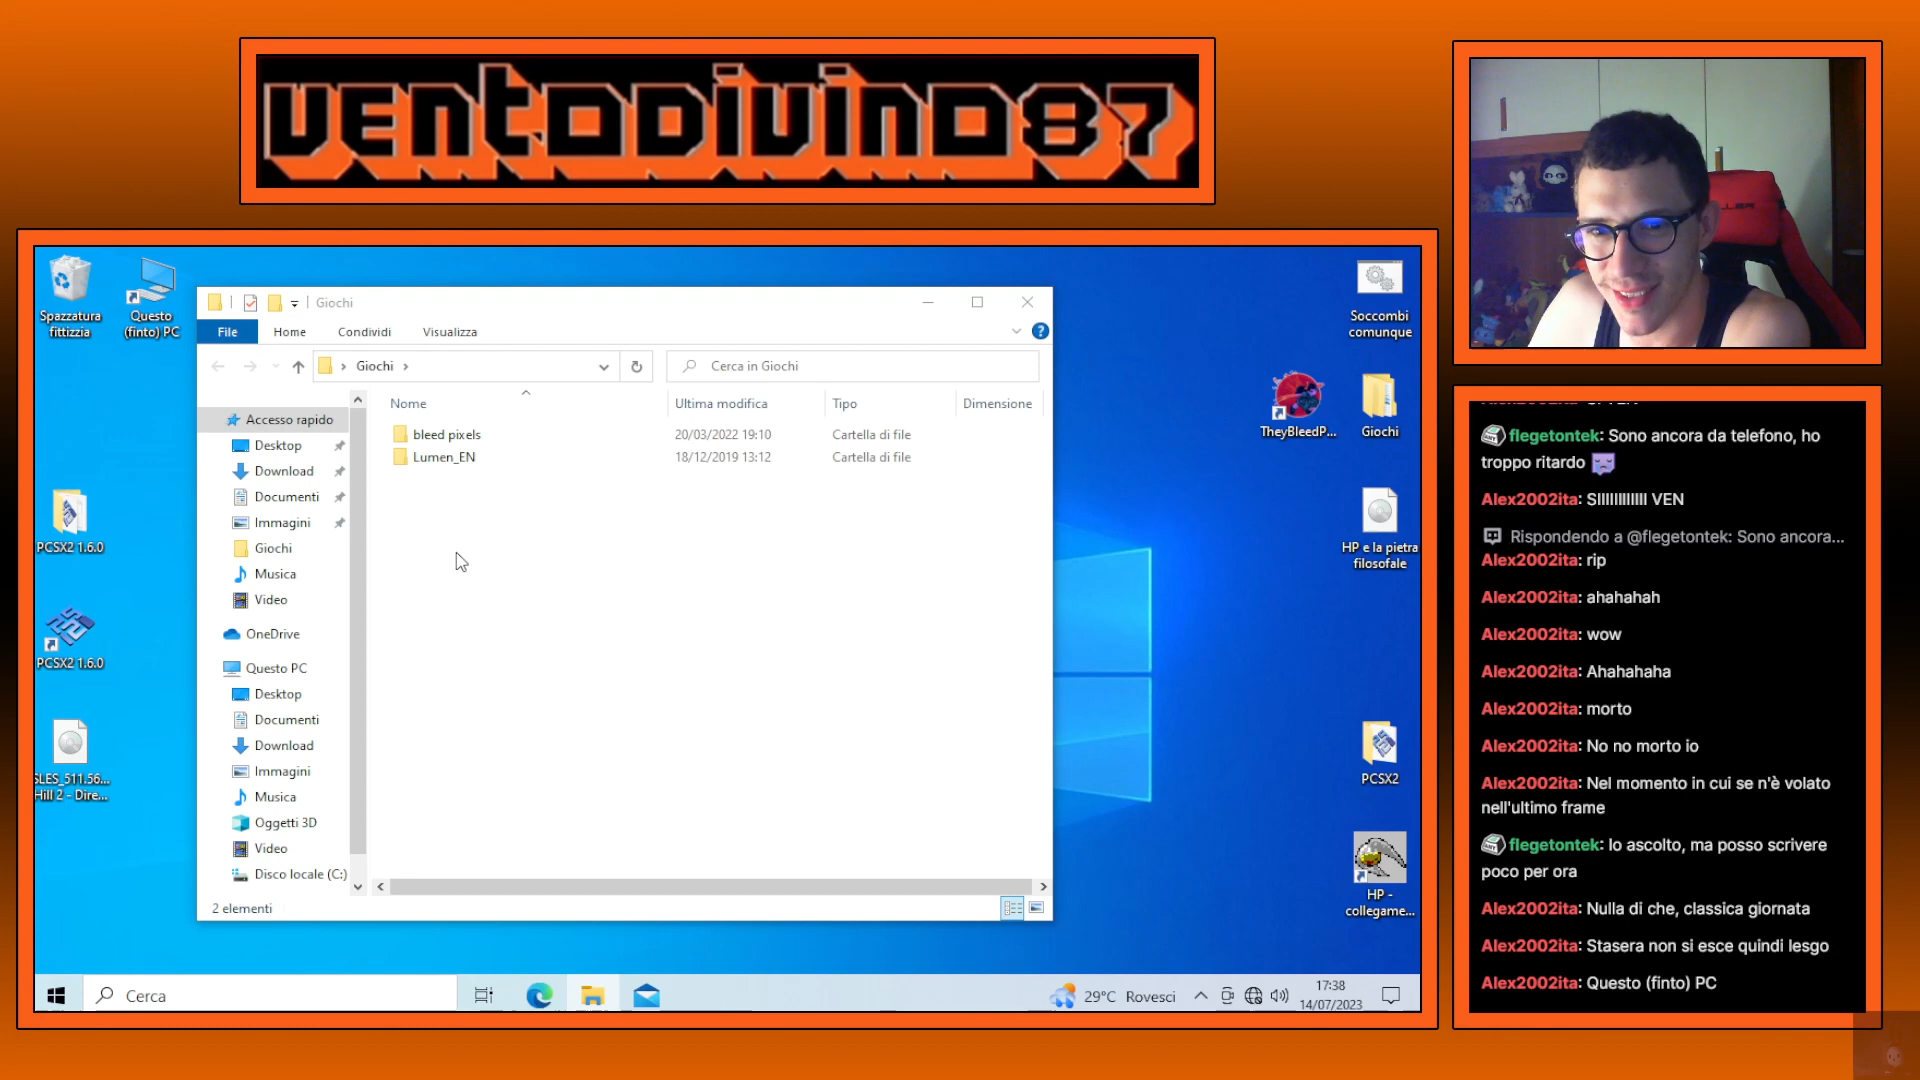 ventodivino87
Spazzatura
fittizzia
Questo
(finto) PC
PCSX2 1.6.0
PCSX2 1.6.0
SLES_511.56...
Hill 2 - Dire...
Giochi
File
Home
Condividi
Visualizza
Giochi
Cerca in Giochi
Nome
Ultima modifica
Tipo
Dimensione
bleed pixels
20/03/2022 19:10
Cartella di file
Lumen_EN
18/12/2019 13:12
Cartella di file
Accesso rapido
Desktop
Download
Documenti
Immagini
Giochi
Musica
Video
OneDrive
Questo PC
Desktop
Documenti
Download
Immagini
Musica
Oggetti 3D
Video
Disco locale (C:)
2 elementi
Soccombi
comunque
TheyBleedP...
Giochi
HP e la pietra
filosofale
PCSX2
HP -
collegame...
Cerca
29°C Rovesci
17:38
14/07/2023
flegetontek: Sono ancora da telefono, ho
troppo ritardo
Alex2002ita: SIIIIIIIIIIII VEN
Rispondendo a @flegetontek: Sono ancora...
Alex2002ita: rip
Alex2002ita: ahahahah
Alex2002ita: wow
Alex2002ita: Ahahahaha
Alex2002ita: morto
Alex2002ita: No no morto io
Alex2002ita: Nel momento in cui se n'è volato
nell'ultimo frame
flegetontek: Io ascolto, ma posso scrivere
poco per ora
Alex2002ita: Nulla di che, classica giornata
Alex2002ita: Stasera non si esce quindi lesgo
Alex2002ita: Questo (finto) PC